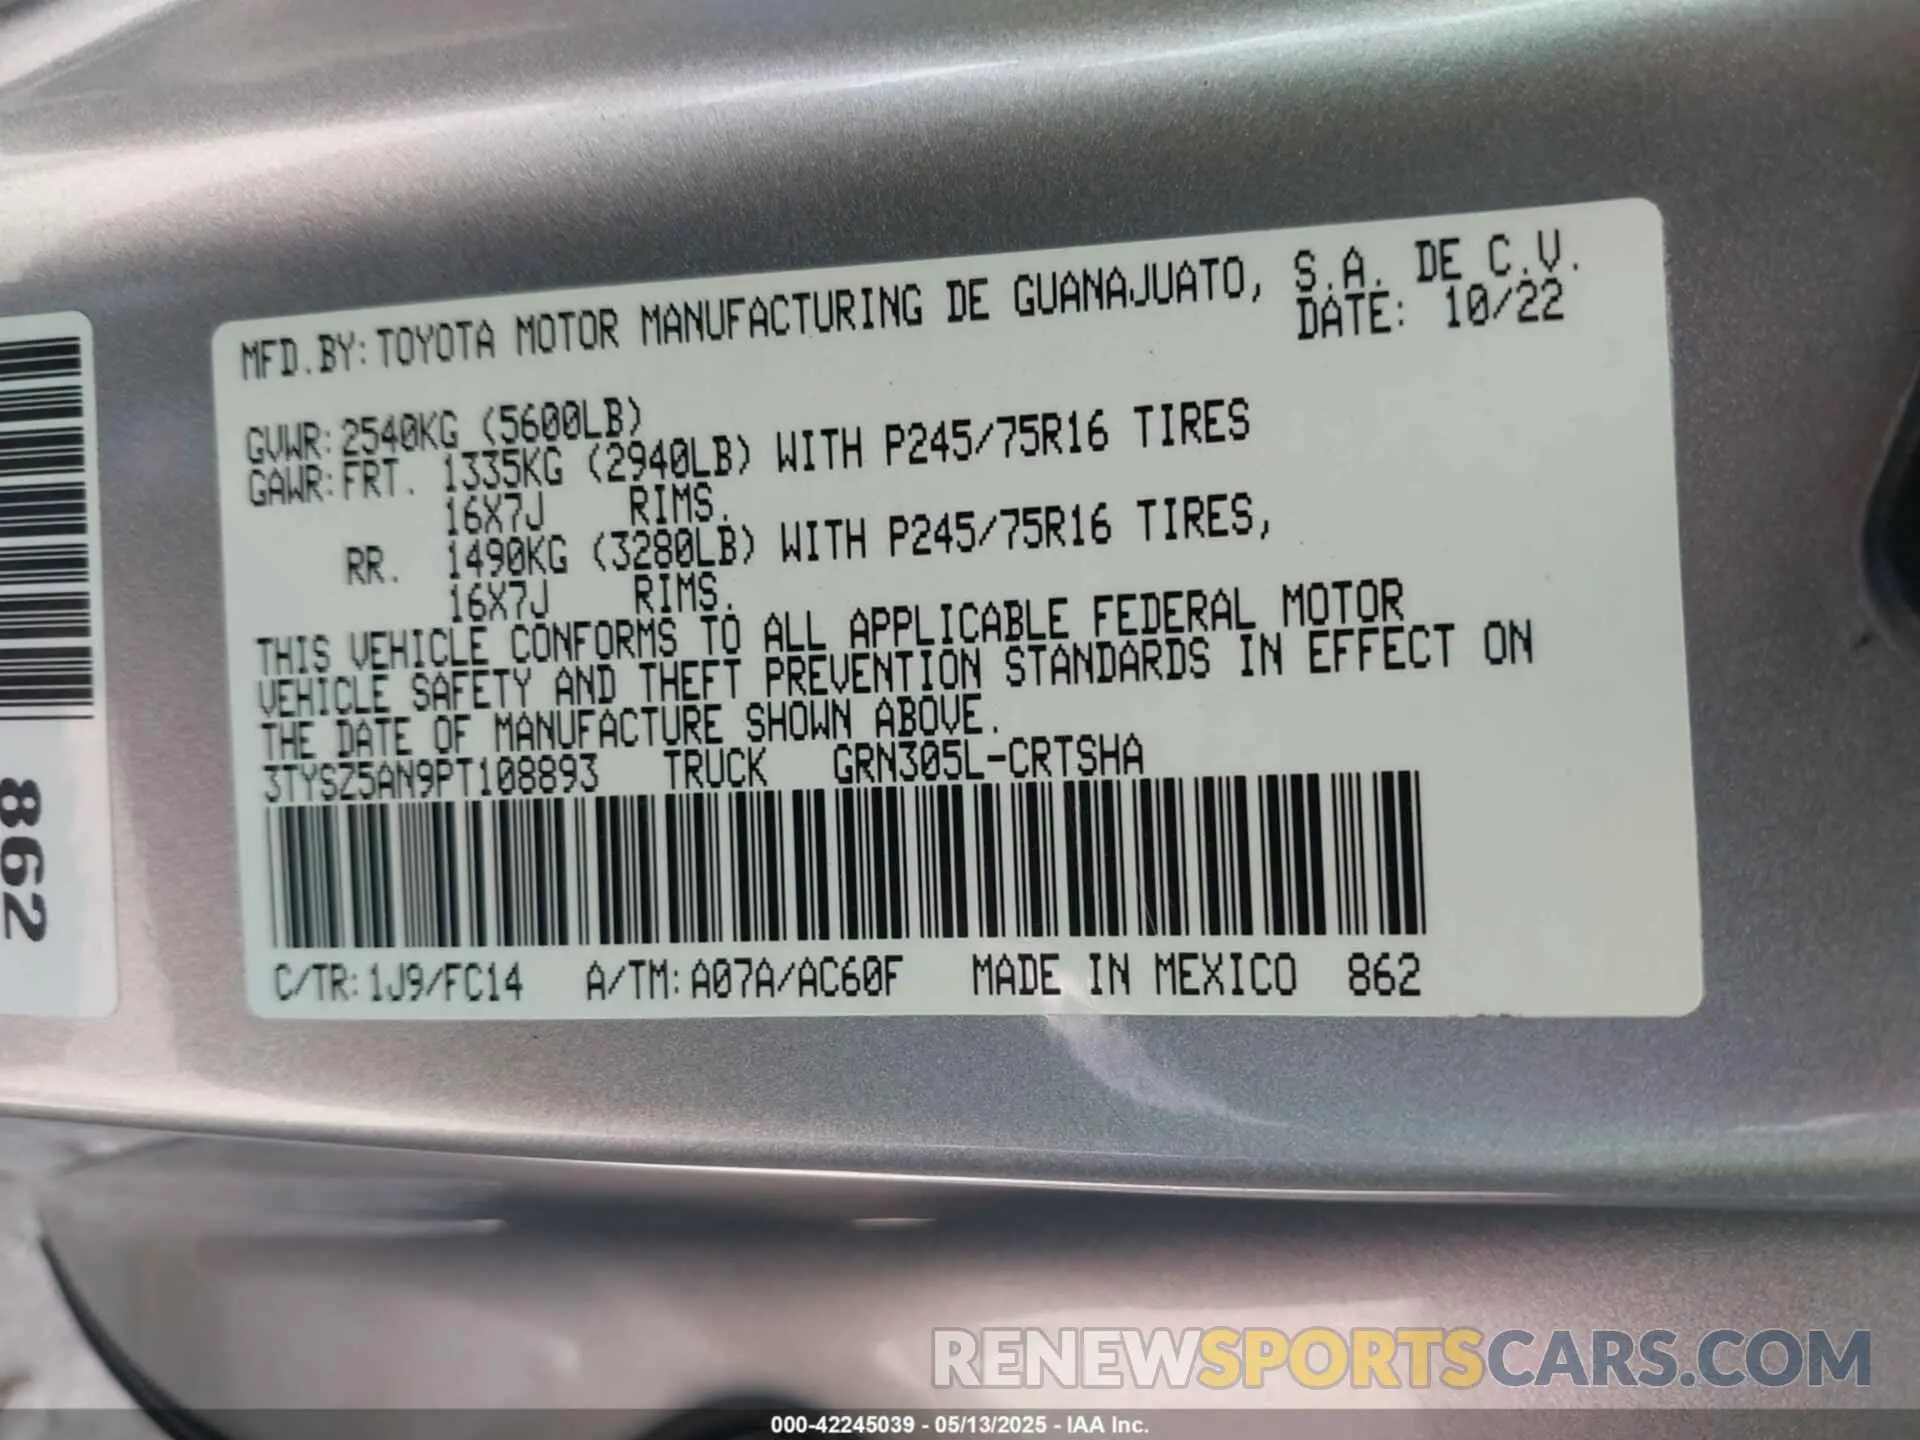 MFD.BY:TOYOTA MOTOR MANUFACTURING DE GUANAJUATO, S.A. DE C.V.
DATE: 10/22
GVWR:2540KG (5600LB)
GAWR:FRT. 1335KG (2940LB) WITH P245/75R16 TIRES
16X7J RIMS.
RR. 1490KG (3280LB) WITH P245/75R16 TIRES,
16X7J RIMS.
THIS VEHICLE CONFORMS TO ALL APPLICABLE FEDERAL MOTOR
VEHICLE SAFETY AND THEFT PREVENTION STANDARDS IN EFFECT ON
THE DATE OF MANUFACTURE SHOWN ABOVE.
3TYSZ5AN9PT108893 TRUCK GRN305L-CRTSHA
C/TR:1J9/FC14 A/TM:A07A/AC60F MADE IN MEXICO 862
862
RENEWSPORTSCARS.COM
000-42245039 - 05/13/2025 - IAA Inc.